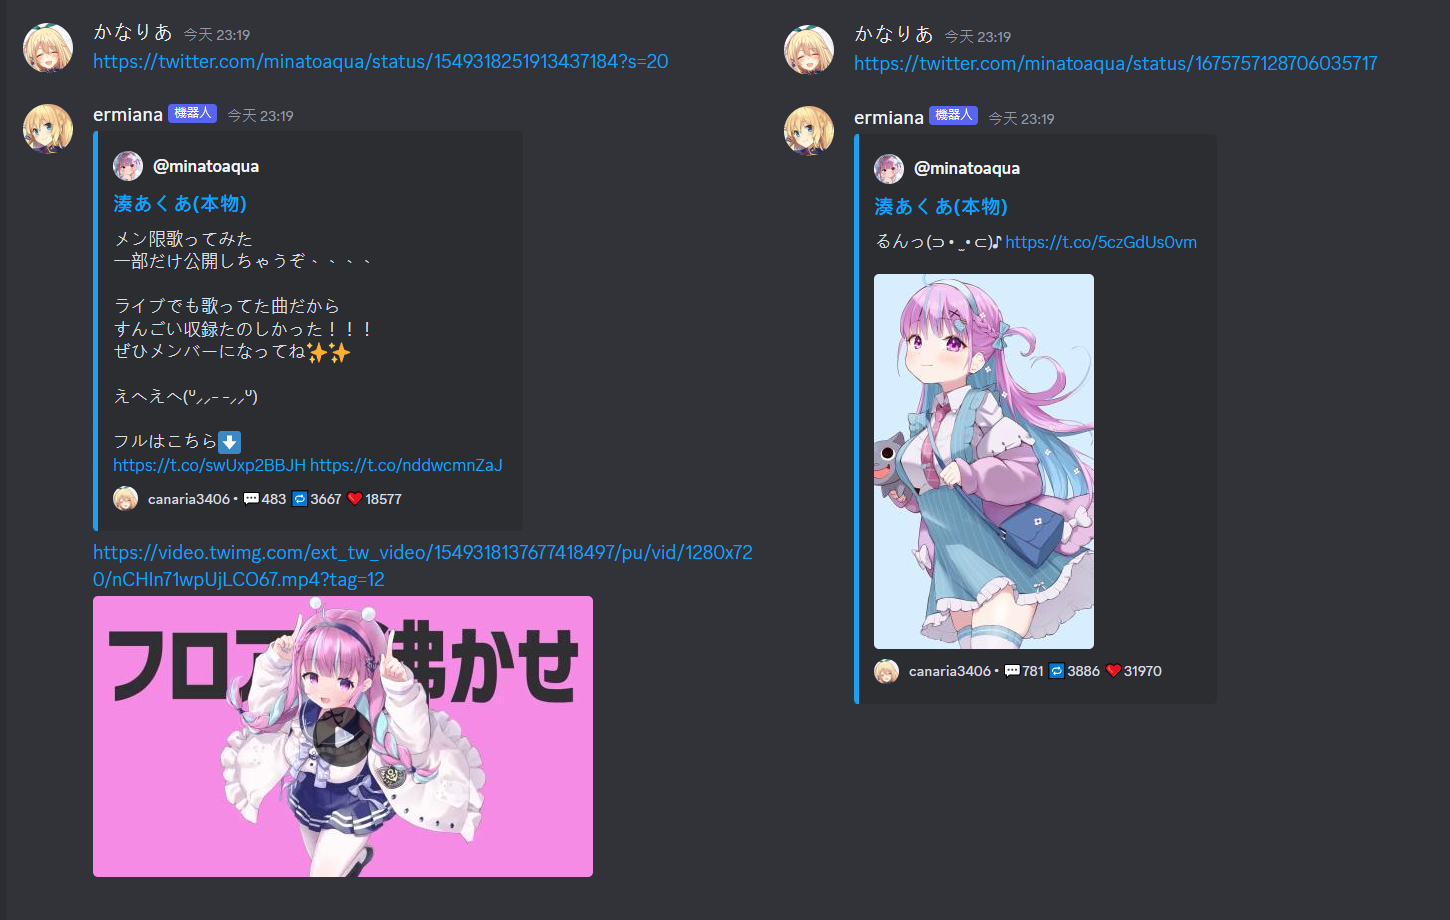 かなりあ 今天 23:19
https://twitter.com/minatoaqua/status/1549318251913437184?s=20
ermiana 機器人 今天 23:19
@minatoaqua
湊あくあ(本物)
メン限歌ってみた
一部だけ公開しちゃうぞ、、、、
ライブでも歌ってた曲だから
すんごい収録たのしかった！！！
ぜひメンバーになってね✨✨
えへえへ(⁰⸝⸝- -⸝⸝⁰)
フルはこちら⬇
https://t.co/swUxp2BBJH https://t.co/nddwcmnZaJ
canaria3406 • 💬483 🔁3667 ❤18577
https://video.twimg.com/ext_tw_video/1549318137677418497/pu/vid/1280x72
0/nCHIn71wpUjLCO67.mp4?tag=12
フロア 沸かせ
かなりあ 今天 23:19
https://twitter.com/minatoaqua/status/1675757128706035717
ermiana 機器人 今天 23:19
@minatoaqua
湊あくあ(本物)
るんっ(⊃ • ‿ • ⊂)♪ https://t.co/5czGdUs0vm
canaria3406 • 💬781 🔁3886 ❤31970